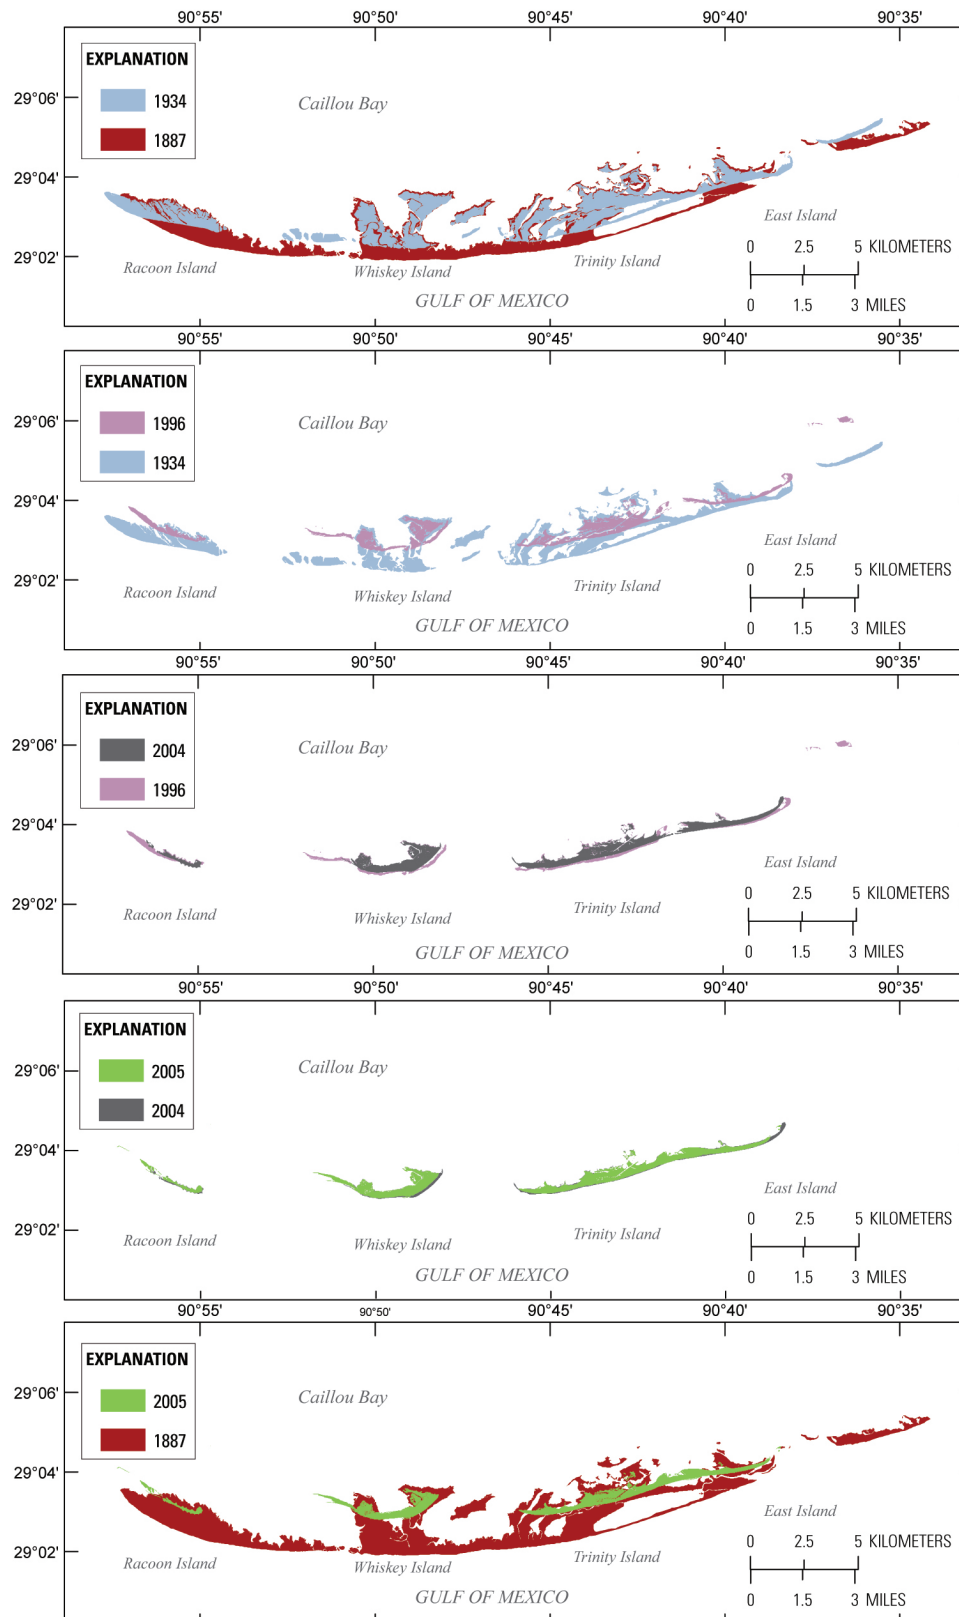 90°55' 90°50' 90°45' 90°40' 90°35'
EXPLANATION
1934
1887
29°06'
29°04'
29°02'
Caillou Bay
East Island
Racoon Island
Whiskey Island
Trinity Island
GULF OF MEXICO
0 2.5 5 KILOMETERS
0 1.5 3 MILES
90°55' 90°50' 90°45' 90°40' 90°35'
EXPLANATION
1996
1934
29°06'
29°04'
29°02'
Caillou Bay
East Island
Racoon Island
Whiskey Island
Trinity Island
GULF OF MEXICO
0 2.5 5 KILOMETERS
0 1.5 3 MILES
90°55' 90°50' 90°45' 90°40' 90°35'
EXPLANATION
2004
1996
29°06'
29°04'
29°02'
Caillou Bay
East Island
Racoon Island
Whiskey Island
Trinity Island
GULF OF MEXICO
0 2.5 5 KILOMETERS
0 1.5 3 MILES
90°55' 90°50' 90°45' 90°40' 90°35'
EXPLANATION
2005
2004
29°06'
29°04'
29°02'
Caillou Bay
East Island
Racoon Island
Whiskey Island
Trinity Island
GULF OF MEXICO
0 2.5 5 KILOMETERS
0 1.5 3 MILES
90°55' 90°50' 90°45' 90°40' 90°35'
EXPLANATION
2005
1887
29°06'
29°04'
29°02'
Caillou Bay
East Island
Racoon Island
Whiskey Island
Trinity Island
GULF OF MEXICO
0 2.5 5 KILOMETERS
0 1.5 3 MILES